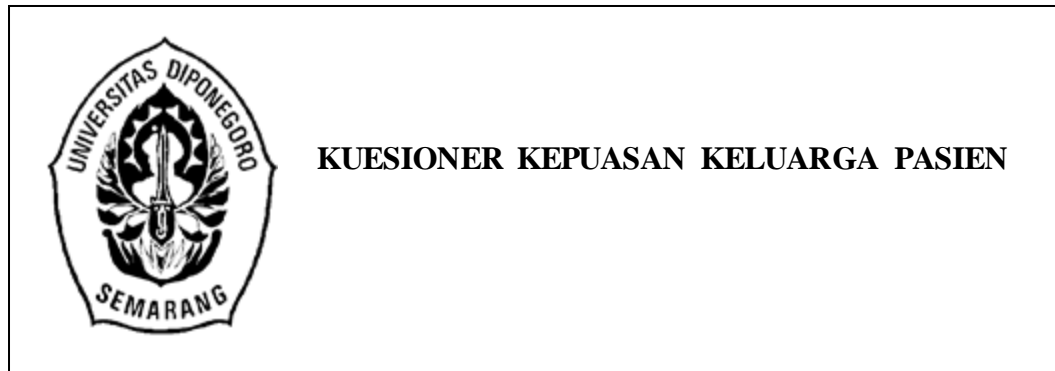 UNIVERSITAS DIPONEGORO
SEMARANG
KUESIONER KEPUASAN KELUARGA PASIEN